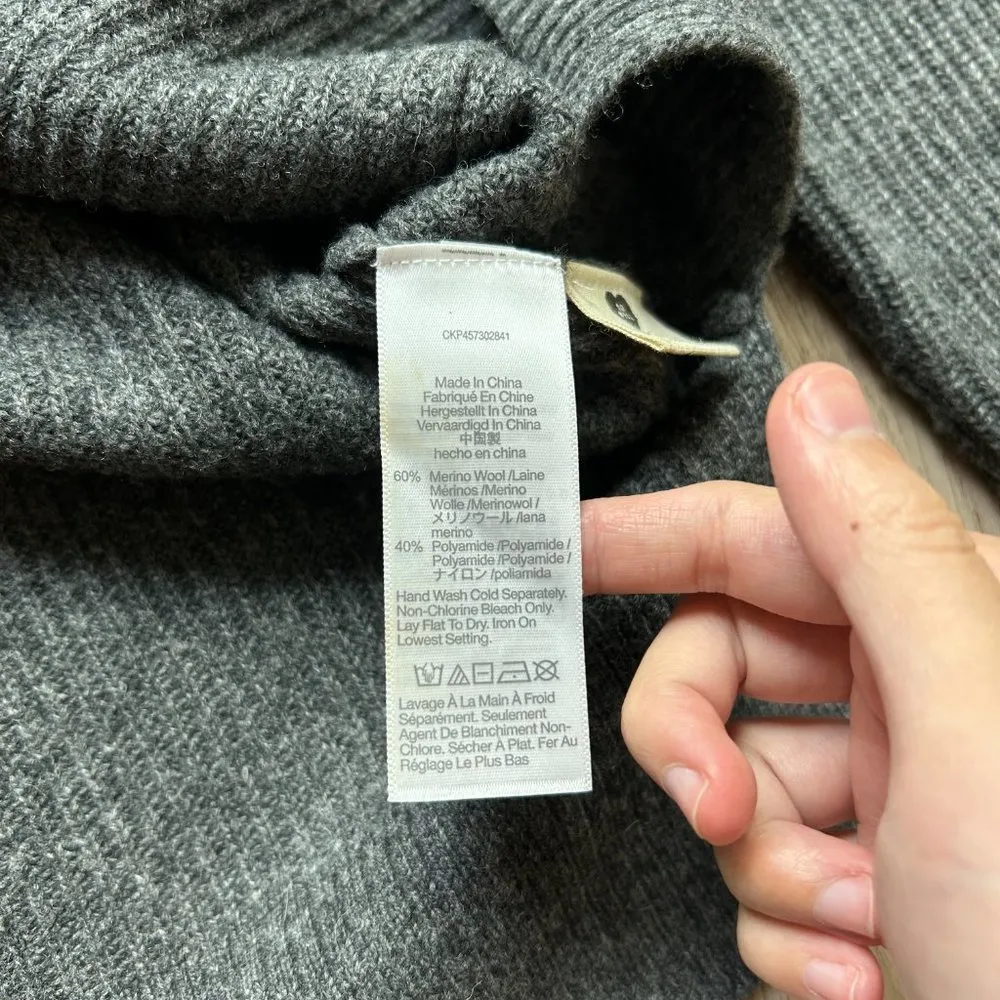 CKP457302841
Made In China
Fabriqué En Chine
Hergestellt In China
Vervaardigd In China
中国製
hecho en china
60% Merino Wool /Laine
Mérinos /Merino
Wolle /Merinowol /
メリノウール /lana
merino
40% Polyamide /Polyamide /
Polyamide /Polyamide /
ナイロン /poliamida
Hand Wash Cold Separately.
Non-Chlorine Bleach Only.
Lay Flat To Dry. Iron On
Lowest Setting.
Lavage À La Main À Froid
Séparément. Seulement
Agent De Blanchiment Non-
Chlore. Sécher À Plat. Fer Au
Réglage Le Plus Bas